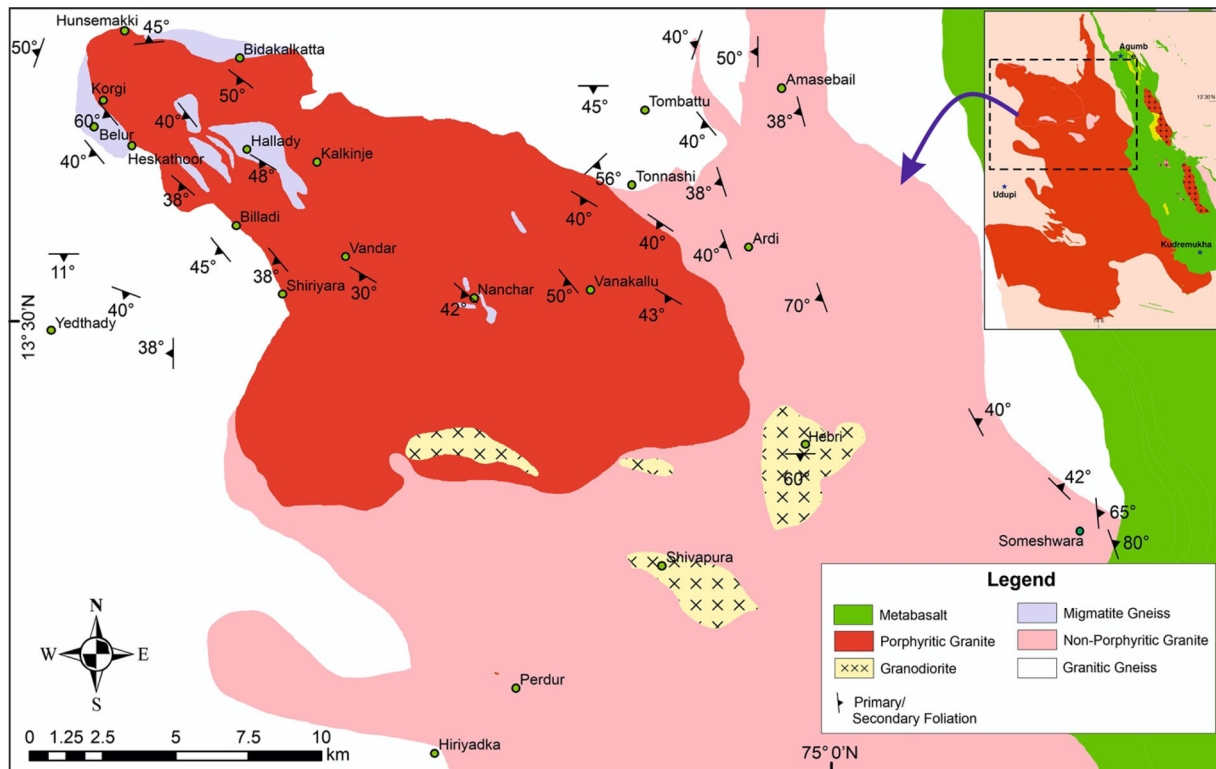 Hunsemakki
45°
50°
Bidakalkatta
50°
Korgi
60°
Belur
40°
40°
Heskathoor
Hallady
48°
Kalkinje
38°
Billadi
45°
38°
Shiriyara
Vandar
30°
11°
40°
Yedthady
38°
13° 30'N
Nanchar
42°
50°
Vanakallu
43°
40°
50°
45°
Tombattu
40°
Amasebail
38°
56°
Tonnashi
38°
40°
40°
40°
Ardi
70°
Hebri
60°
40°
42°
65°
Someshwara
80°
Shivapura
Perdur
Hiriyadka
75° 0'N
Agumb
13°30'N
Udupi
Kudremukha
N
W E
S
0 1.25 2.5 5 7.5 10
km
Legend
Metabasalt
Porphyritic Granite
Granodiorite
Primary/
Secondary Foliation
Migmatite Gneiss
Non-Porphyritic Granite
Granitic Gneiss